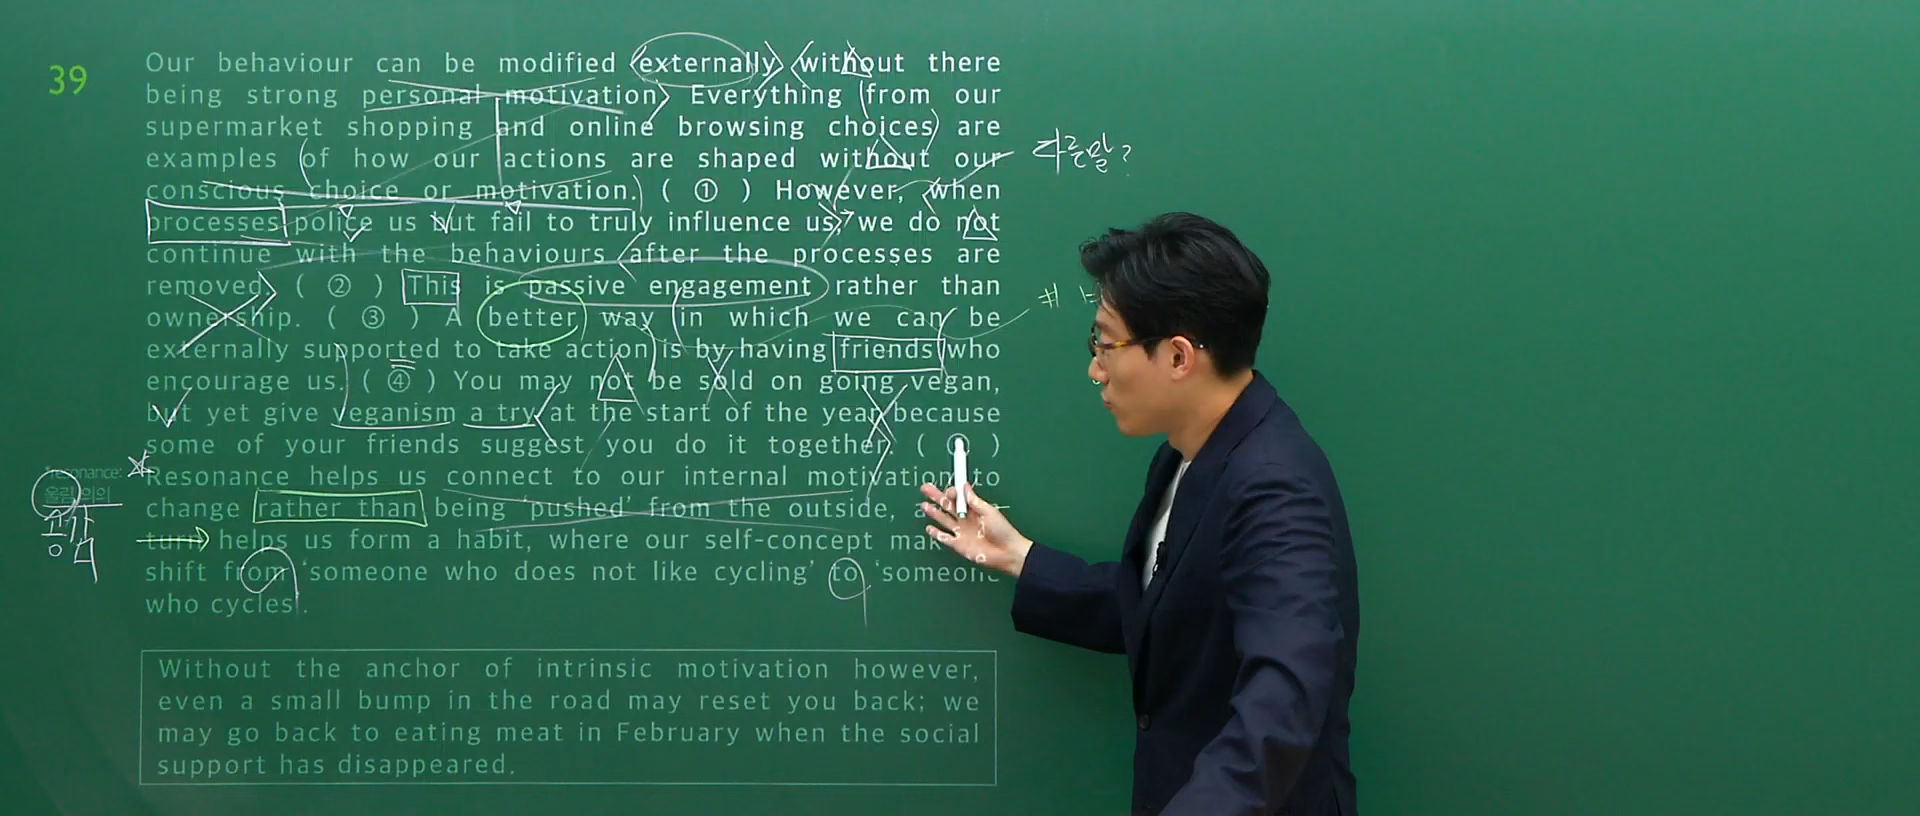 39
Our behaviour can be modified externally without there
being strong personal motivation. Everything from our
supermarket shopping and online browsing choices are
examples of how our actions are shaped without our
conscious choice or motivation. ( ① ) However, when
processes police us but fail to truly influence us, we do not
continue with the behaviours after the processes are
removed. ( ② ) This is passive engagement rather than
ownership. ( ③ ) A better way in which we can be
externally supported to take action is by having friends who
encourage us. ( ④ ) You may not be sold on going vegan,
but yet give veganism a try at the start of the year because
some of your friends suggest you do it together. ( )
Resonance helps us connect to our internal motivation to
change rather than being 'pushed' from the outside,
turn helps us form a habit, where our self-concept
shift from 'someone who does not like cycling' to 'someone
who cycles'.
*resonance:
울림 의의
공감
Without the anchor of intrinsic motivation however,
even a small bump in the road may reset you back; we
may go back to eating meat in February when the social
support has disappeared.
다른말?